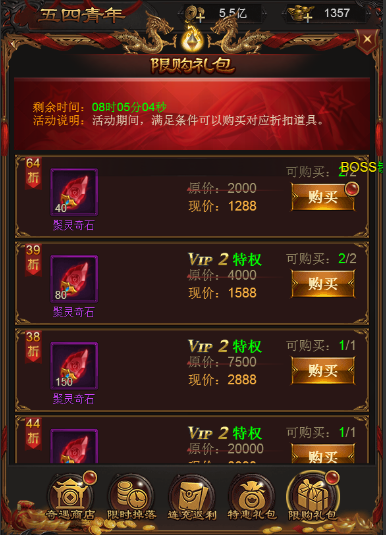 五四青年
5.5亿
1357
限购礼包
剩余时间：08时05分04秒
活动说明：活动期间，满足条件可以购买对应折扣道具。
64折
40
聚灵奇石
原价：2000
现价：1288
可购买：2/2
BOSS
购买
39折
80
聚灵奇石
VIP 2 特权
原价：4000
现价：1588
可购买：2/2
购买
38折
150
聚灵奇石
VIP 2 特权
原价：7500
现价：2888
可购买：1/1
购买
44折
VIP 2 特权
原价：20000
可购买：1/1
奇遇商店
限时掉落
连充返利
特惠礼包
限购礼包